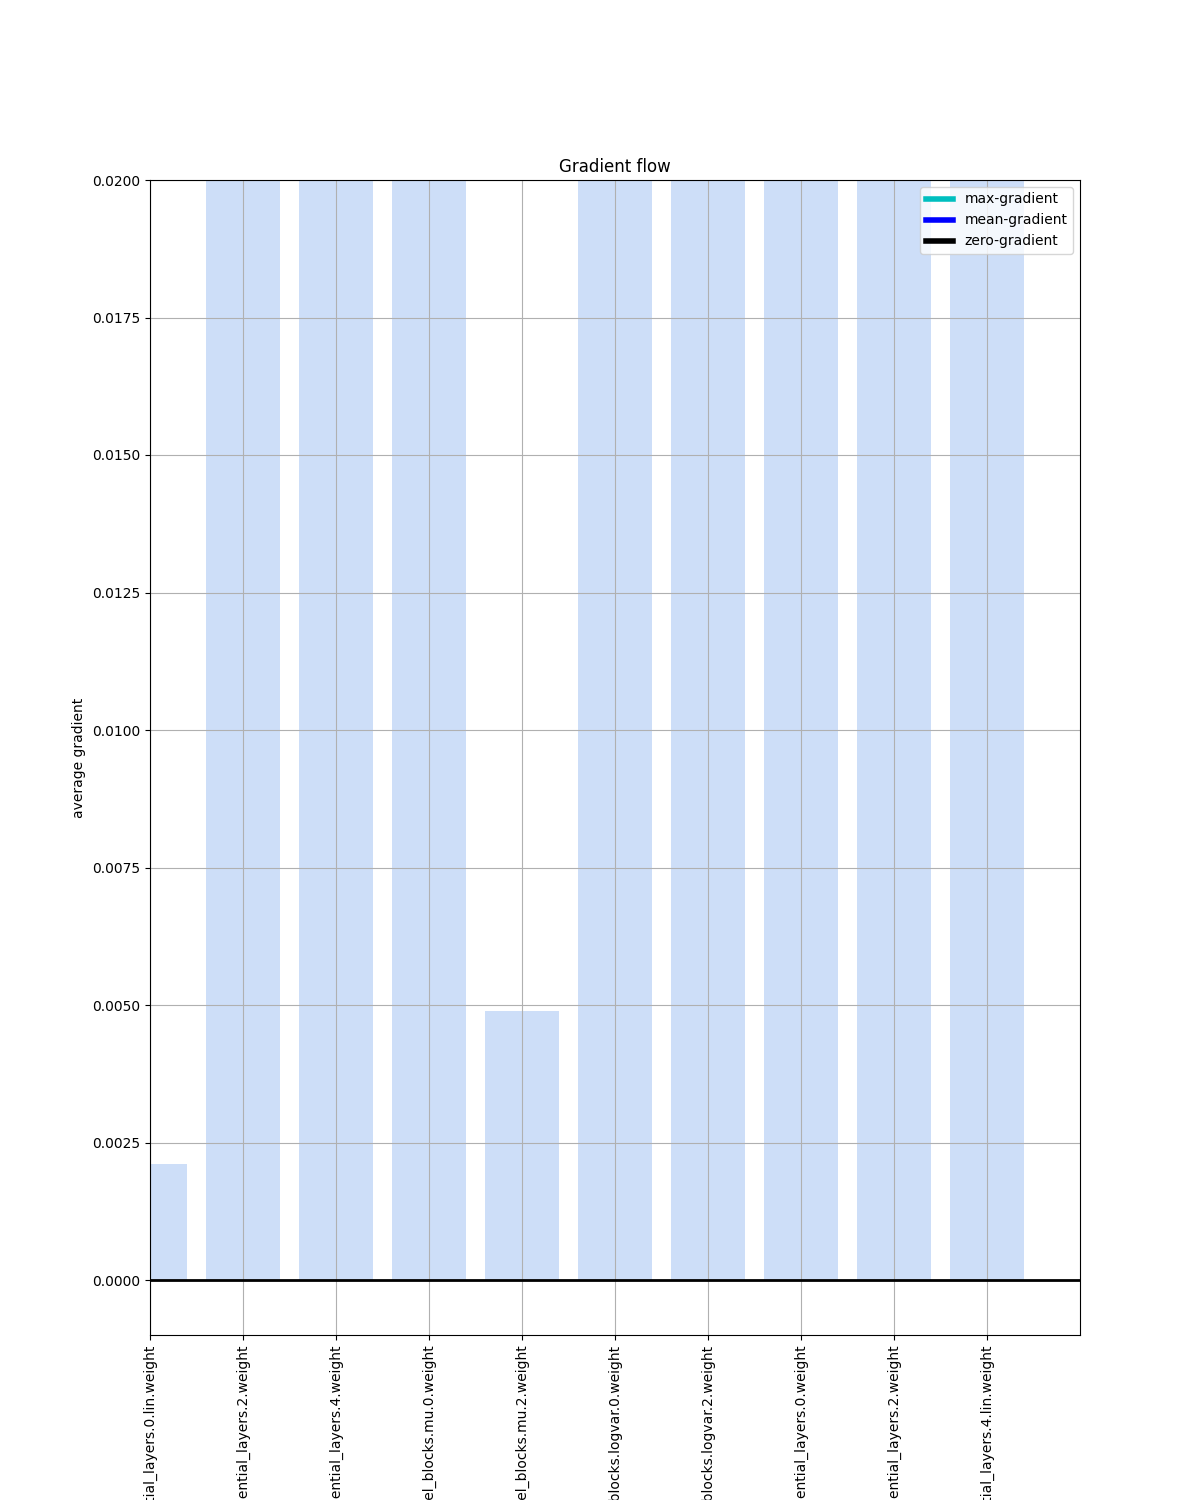 Gradient flow
max-gradient
mean-gradient
zero-gradient
0.0200
0.0175
0.0150
0.0125
0.0100
0.0075
0.0050
0.0025
0.0000
average gradient
tial_layers.0.lin.weight
ential_layers.2.weight
ential_layers.4.weight
el_blocks.mu.0.weight
el_blocks.mu.2.weight
blocks.logvar.0.weight
blocks.logvar.2.weight
ential_layers.0.weight
ential_layers.2.weight
tial_layers.4.lin.weight